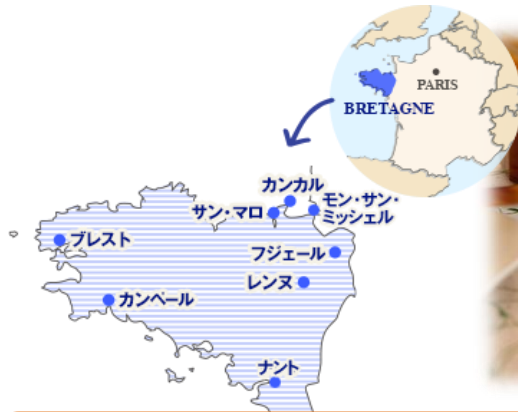 PARIS
BRETAGNE
カンカル
サン・マロ
モン・サン・
ミッシェル
ブレスト
フジェール
レンヌ
カンペール
ナント